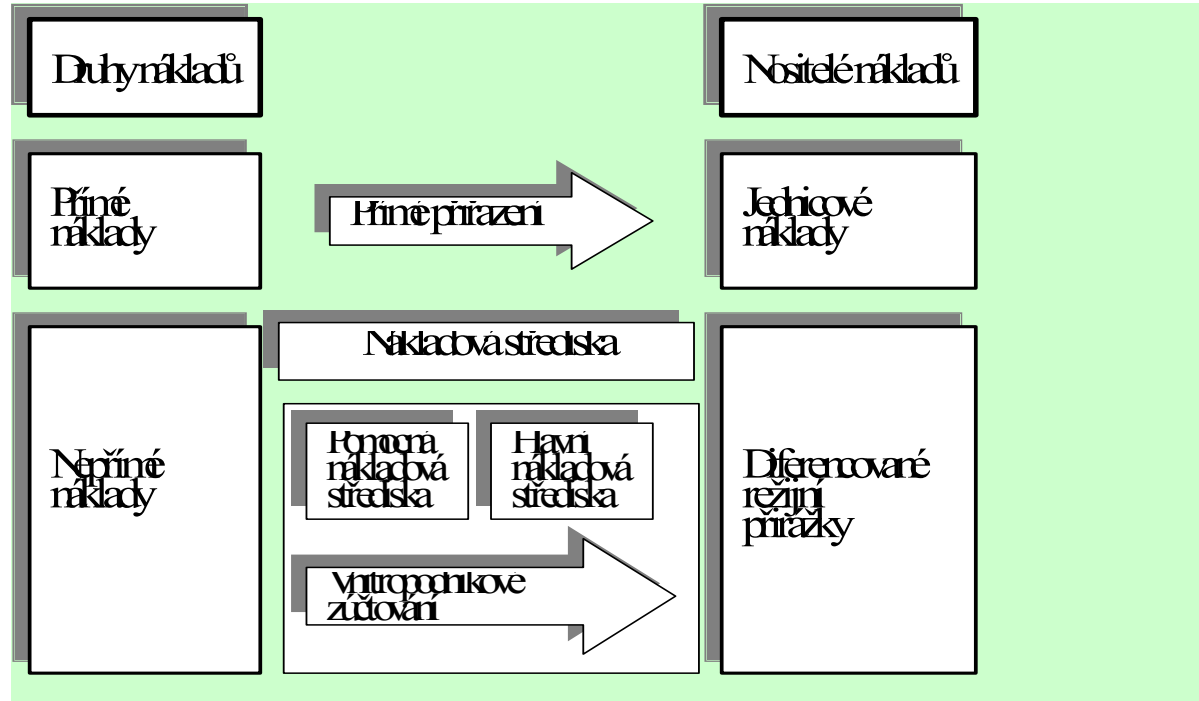 Druhy nákladů
Nositelé nákladů
Přímé
náklady
Přímé přiřazení
Jednicové
náklady
Nákladová střediska
Nepřímé
náklady
Pomocná
nákladová
střediska
Hlavní
nákladová
střediska
Vnitropodnikové
zúčtování
Diferencované
režijní
přirážky